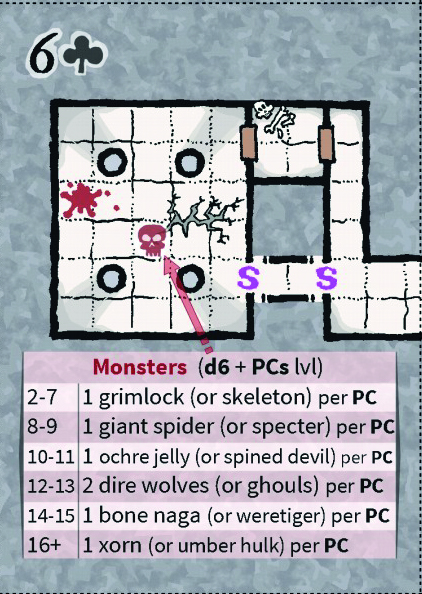 6♣
S S
Monsters (d6 + PCs lvl)
2-7 1 grimlock (or skeleton) per PC
8-9 1 giant spider (or specter) per PC
10-11 1 ochre jelly (or spined devil) per PC
12-13 2 dire wolves (or ghouls) per PC
14-15 1 bone naga (or weretiger) per PC
16+ 1 xorn (or umber hulk) per PC